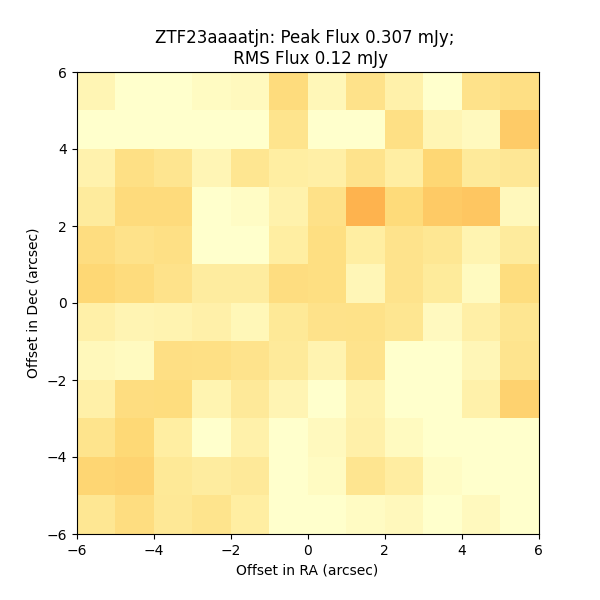 ZTF23aaaatjn: Peak Flux 0.307 mJy;
RMS Flux 0.12 mJy
6
4
2
0
−2
−4
−6
Offset in Dec (arcsec)
−6 −4 −2 0 2 4 6
Offset in RA (arcsec)